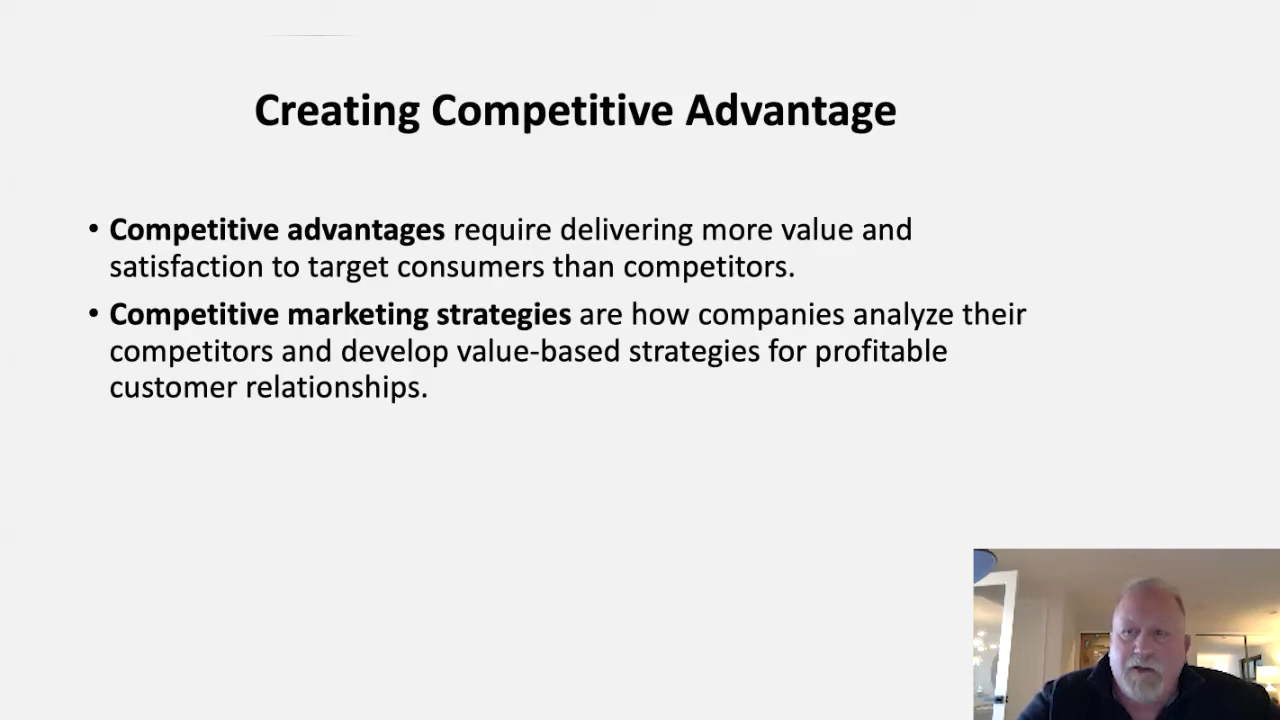 Creating Competitive Advantage
• Competitive advantages require delivering more value and
satisfaction to target consumers than competitors.
• Competitive marketing strategies are how companies analyze their
competitors and develop value-based strategies for profitable
customer relationships.